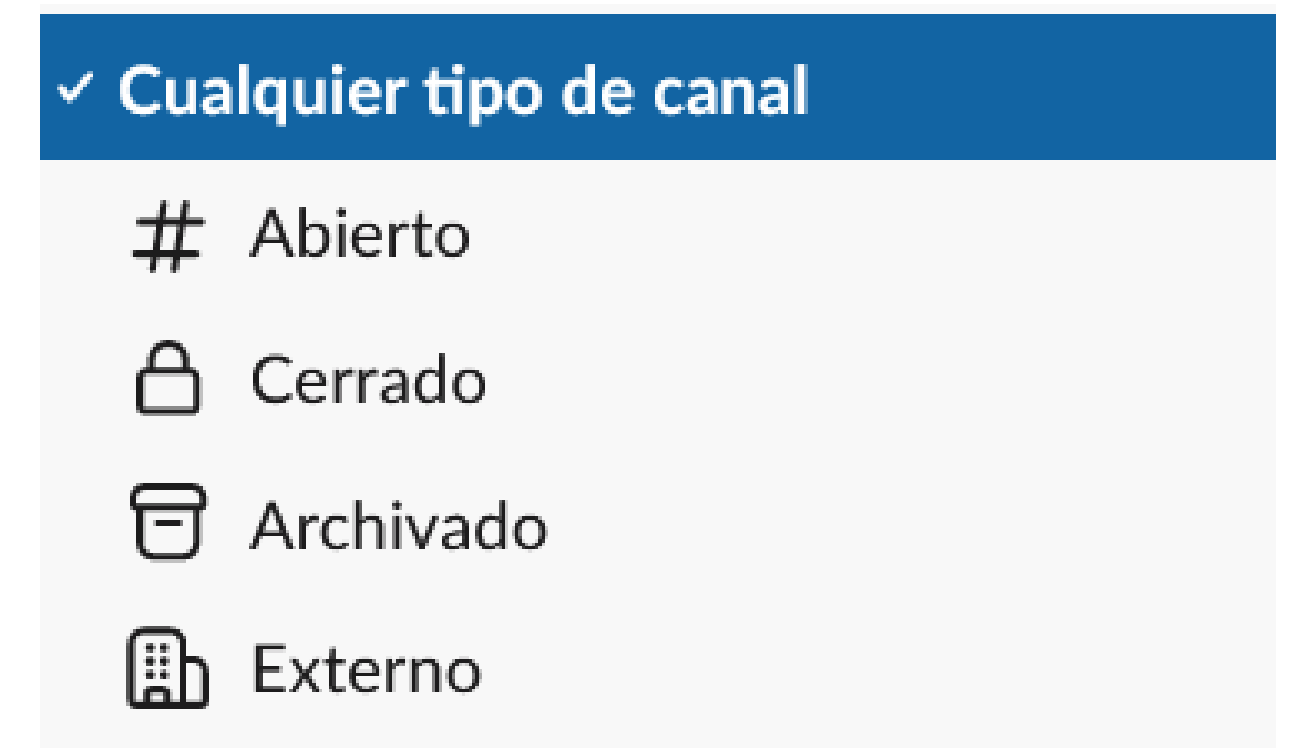 Cualquier tipo de canal
Abierto
Cerrado
Archivado
Externo